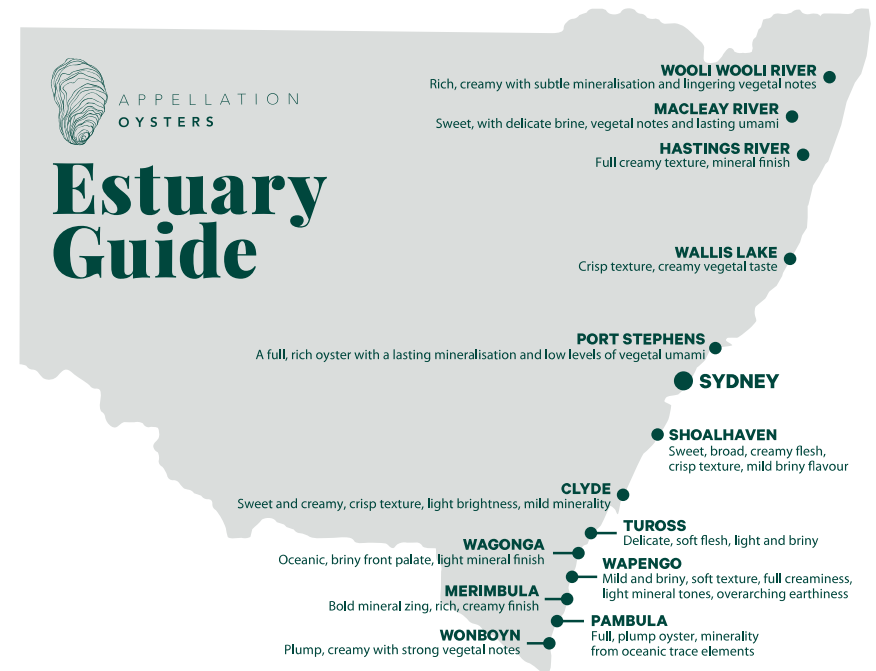 APPELLATION
OYSTERS
Estuary
Guide
WOOLI WOOLI RIVER
Rich, creamy with subtle mineralisation and lingering vegetal notes
MACLEAY RIVER
Sweet, with delicate brine, vegetal notes and lasting umami
HASTINGS RIVER
Full creamy texture, mineral finish
WALLIS LAKE
Crisp texture, creamy vegetal taste
PORT STEPHENS
A full, rich oyster with a lasting mineralisation and low levels of vegetal umami
SYDNEY
SHOALHAVEN
Sweet, broad, creamy flesh,
crisp texture, mild briny flavour
CLYDE
Sweet and creamy, crisp texture, light brightness, mild minerality
TUROSS
Delicate, soft flesh, light and briny
WAGONGA
Oceanic, briny front palate, light mineral finish
WAPENGO
Mild and briny, soft texture, full creaminess,
light mineral tones, overarching earthiness
MERIMBULA
Bold mineral zing, rich, creamy finish
PAMBULA
Full, plump oyster, minerality
from oceanic trace elements
WONBOYN
Plump, creamy with strong vegetal notes